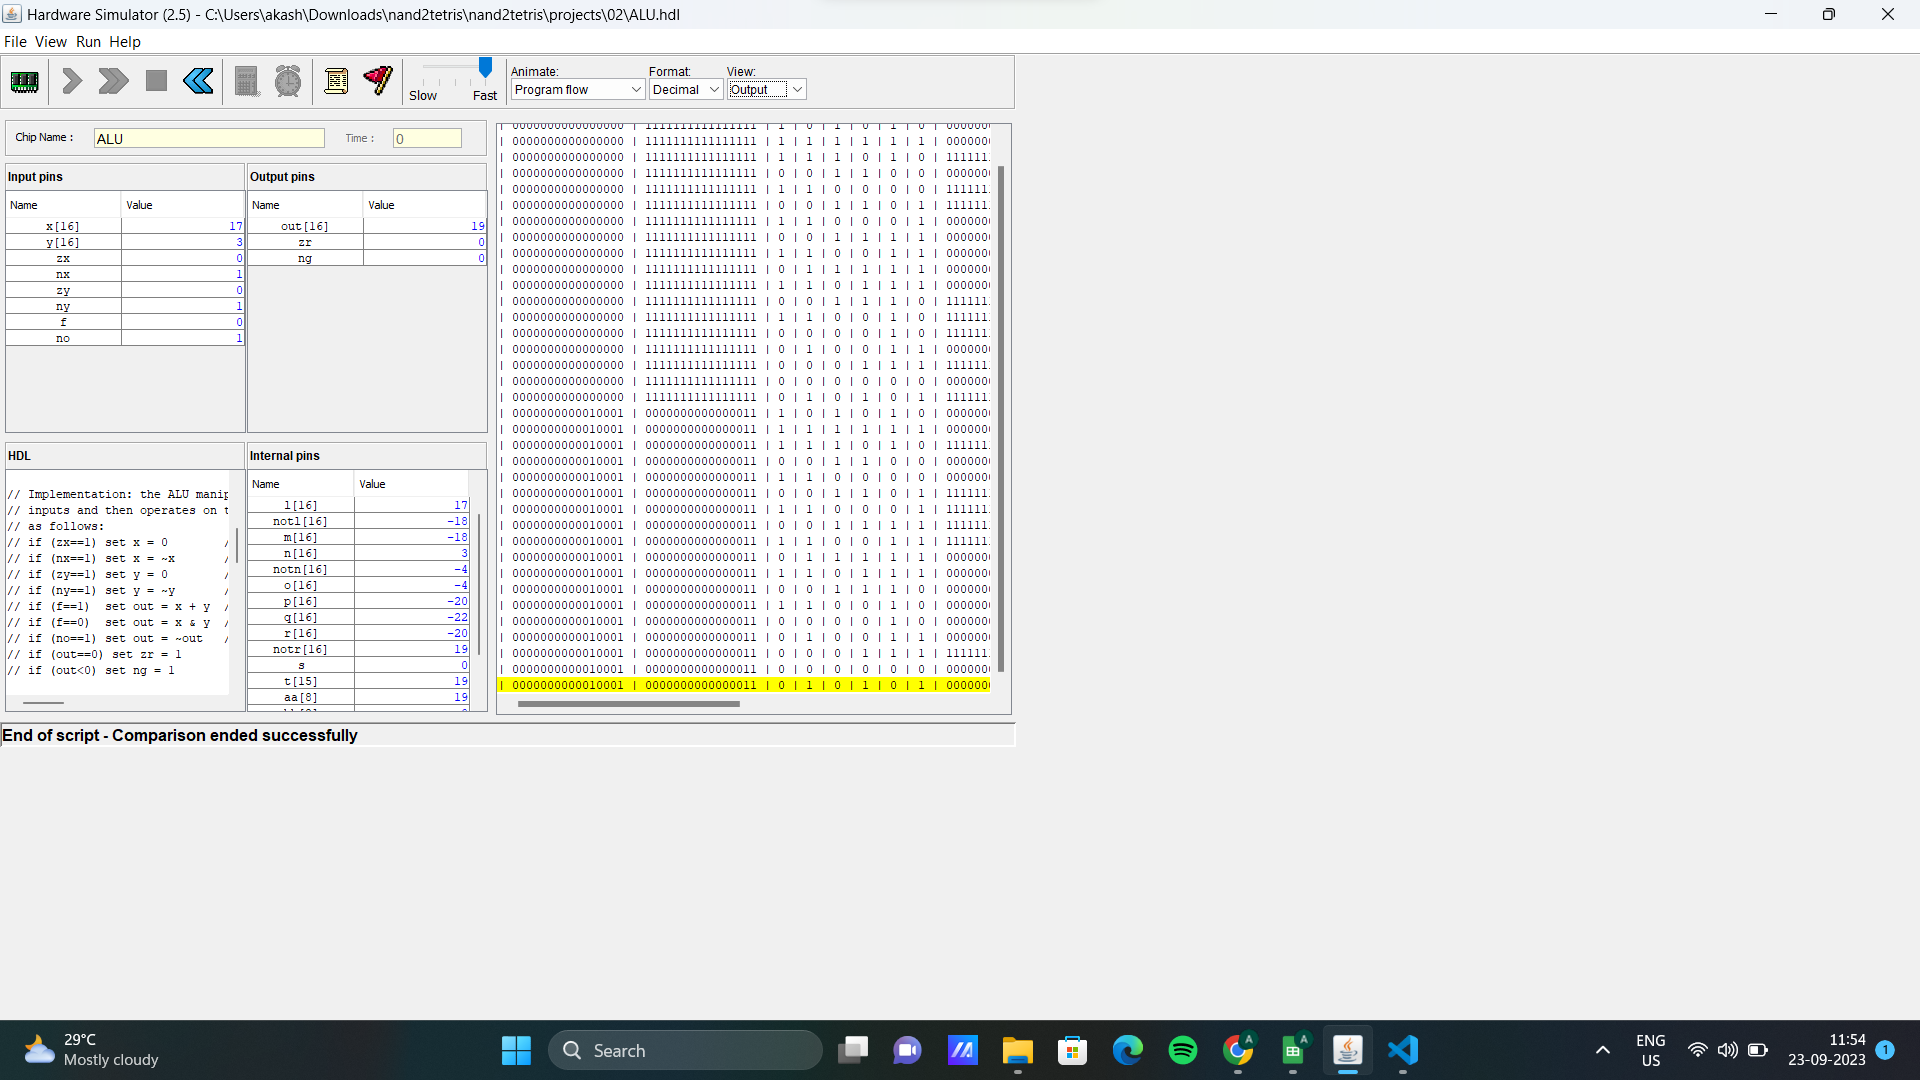 Hardware Simulator (2.5) - C:\Users\akash\Downloads\nand2tetris\nand2tetris\projects\02\ALU.hdl
File View Run Help
Slow Fast
Animate: Format: View:
Program flow Decimal Output
Chip Name : ALU Time : 0
Input pins
Name Value
x[16] 17
y[16] 3
zx 0
nx 1
zy 0
ny 1
f 0
no 1
Output pins
Name Value
out[16] 19
zr 0
ng 0
HDL
// Implementation: the ALU manip
// inputs and then operates on t
// as follows:
// if (zx==1) set x = 0
// if (nx==1) set x = ~x
// if (zy==1) set y = 0
// if (ny==1) set y = ~y
// if (f==1) set out = x + y
// if (f==0) set out = x & y
// if (no==1) set out = ~out
// if (out==0) set zr = 1
// if (out<0) set ng = 1
Internal pins
Name Value
l[16] 17
notl[16] -18
m[16] -18
n[16] 3
notn[16] -4
o[16] -4
p[16] -20
q[16] -22
r[16] -20
notr[16] 19
s 0
t[15] 19
aa[8] 19
| 0000000000000000 | 1111111111111111 | 1 | 0 | 1 | 0 | 1 | 0 | 000000
| 0000000000000000 | 1111111111111111 | 1 | 1 | 1 | 1 | 1 | 1 | 000000
| 0000000000000000 | 1111111111111111 | 1 | 1 | 1 | 0 | 1 | 0 | 111111
| 0000000000000000 | 1111111111111111 | 0 | 0 | 1 | 1 | 0 | 0 | 000000
| 0000000000000000 | 1111111111111111 | 1 | 1 | 0 | 0 | 0 | 0 | 111111
| 0000000000000000 | 1111111111111111 | 0 | 0 | 1 | 1 | 0 | 1 | 111111
| 0000000000000000 | 1111111111111111 | 1 | 1 | 0 | 0 | 0 | 1 | 000000
| 0000000000000000 | 1111111111111111 | 0 | 0 | 1 | 1 | 1 | 1 | 000000
| 0000000000000000 | 1111111111111111 | 1 | 1 | 0 | 0 | 1 | 1 | 000000
| 0000000000000000 | 1111111111111111 | 0 | 1 | 1 | 1 | 1 | 1 | 000000
| 0000000000000000 | 1111111111111111 | 1 | 1 | 0 | 1 | 1 | 1 | 000000
| 0000000000000000 | 1111111111111111 | 0 | 0 | 1 | 1 | 1 | 0 | 111111
| 0000000000000000 | 1111111111111111 | 1 | 1 | 0 | 0 | 1 | 0 | 111111
| 0000000000000000 | 1111111111111111 | 0 | 0 | 0 | 0 | 1 | 0 | 111111
| 0000000000000000 | 1111111111111111 | 0 | 1 | 0 | 0 | 1 | 1 | 000000
| 0000000000000000 | 1111111111111111 | 0 | 0 | 0 | 1 | 1 | 1 | 111111
| 0000000000000000 | 1111111111111111 | 0 | 0 | 0 | 0 | 0 | 0 | 000000
| 0000000000000000 | 1111111111111111 | 0 | 1 | 0 | 1 | 0 | 1 | 111111
| 0000000000010001 | 0000000000000011 | 1 | 0 | 1 | 0 | 1 | 0 | 000000
| 0000000000010001 | 0000000000000011 | 1 | 1 | 1 | 1 | 1 | 1 | 000000
| 0000000000010001 | 0000000000000011 | 1 | 1 | 1 | 0 | 1 | 0 | 111111
| 0000000000010001 | 0000000000000011 | 0 | 0 | 1 | 1 | 0 | 0 | 000000
| 0000000000010001 | 0000000000000011 | 1 | 1 | 0 | 0 | 0 | 0 | 000000
| 0000000000010001 | 0000000000000011 | 0 | 0 | 1 | 1 | 0 | 1 | 111111
| 0000000000010001 | 0000000000000011 | 1 | 1 | 0 | 0 | 0 | 1 | 111111
| 0000000000010001 | 0000000000000011 | 0 | 0 | 1 | 1 | 1 | 1 | 111111
| 0000000000010001 | 0000000000000011 | 1 | 1 | 0 | 0 | 1 | 1 | 111111
| 0000000000010001 | 0000000000000011 | 0 | 1 | 1 | 1 | 1 | 1 | 000000
| 0000000000010001 | 0000000000000011 | 1 | 1 | 0 | 1 | 1 | 1 | 000000
| 0000000000010001 | 0000000000000011 | 0 | 0 | 1 | 1 | 1 | 0 | 000000
| 0000000000010001 | 0000000000000011 | 1 | 1 | 0 | 0 | 1 | 0 | 000000
| 0000000000010001 | 0000000000000011 | 0 | 0 | 0 | 0 | 1 | 0 | 000000
| 0000000000010001 | 0000000000000011 | 0 | 1 | 0 | 0 | 1 | 1 | 000000
| 0000000000010001 | 0000000000000011 | 0 | 0 | 0 | 1 | 1 | 1 | 111111
| 0000000000010001 | 0000000000000011 | 0 | 0 | 0 | 0 | 0 | 0 | 000000
| 0000000000010001 | 0000000000000011 | 0 | 1 | 0 | 1 | 0 | 1 | 000000
End of script - Comparison ended successfully
29°C
Mostly cloudy
Search
ENG
US
11:54
23-09-2023
1